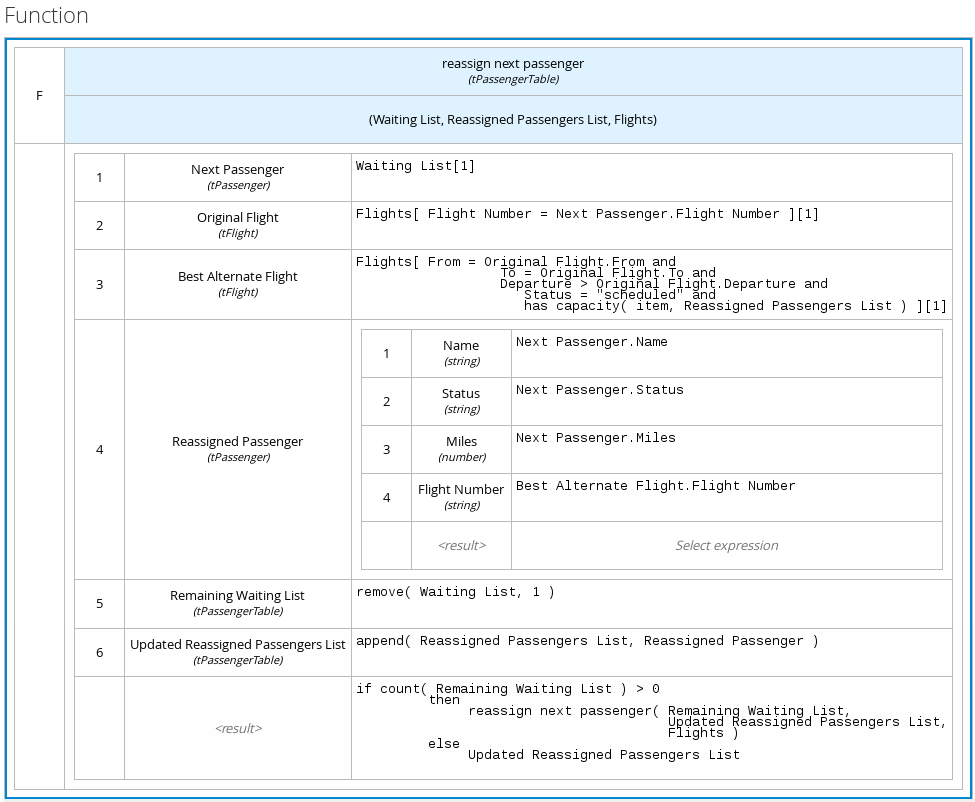 Function
F
reassign next passenger
(tPassengerTable)
(Waiting List, Reassigned Passengers List, Flights)
1
Next Passenger
(tPassenger)
Waiting List[1]
2
Original Flight
(tFlight)
Flights[ Flight Number = Next Passenger.Flight Number ][1]
3
Best Alternate Flight
(tFlight)
Flights[ From = Original Flight.From and
To = Original Flight.To and
Departure > Original Flight.Departure and
Status = "scheduled" and
has capacity( item, Reassigned Passengers List ) ][1]
4
Reassigned Passenger
(tPassenger)
1
Name
(string)
Next Passenger.Name
2
Status
(string)
Next Passenger.Status
3
Miles
(number)
Next Passenger.Miles
4
Flight Number
(string)
Best Alternate Flight.Flight Number
<result>
Select expression
5
Remaining Waiting List
(tPassengerTable)
remove( Waiting List, 1 )
6
Updated Reassigned Passengers List
(tPassengerTable)
append( Reassigned Passengers List, Reassigned Passenger )
<result>
if count( Remaining Waiting List ) > 0
then
reassign next passenger( Remaining Waiting List,
Updated Reassigned Passengers List,
Flights )
else
Updated Reassigned Passengers List